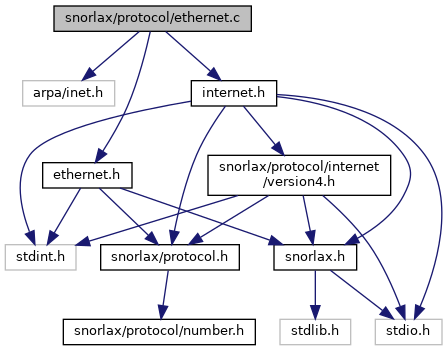 snorlax/protocol/ethernet.c
arpa/inet.h
internet.h
ethernet.h
snorlax/protocol/internet
/version4.h
stdint.h
snorlax/protocol.h
snorlax.h
snorlax/protocol/number.h
stdlib.h
stdio.h